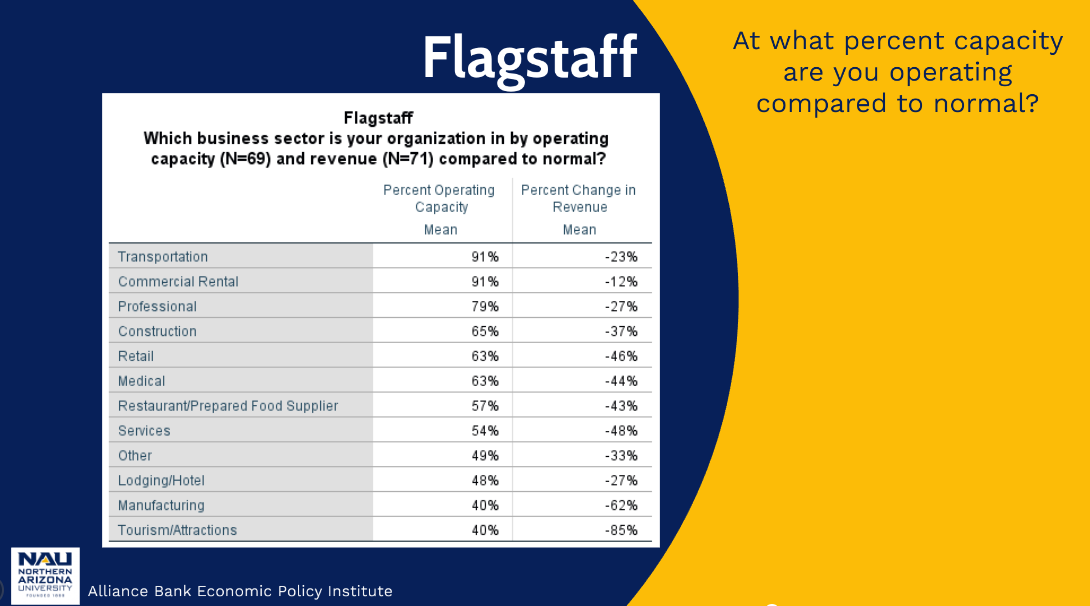 Flagstaff
At what percent capacity
are you operating
compared to normal?
Flagstaff
Which business sector is your organization in by operating
capacity (N=69) and revenue (N=71) compared to normal?
Percent Operating Capacity Percent Change in Revenue
Mean Mean
Transportation 91% -23%
Commercial Rental 91% -12%
Professional 79% -27%
Construction 65% -37%
Retail 63% -46%
Medical 63% -44%
Restaurant/Prepared Food Supplier 57% -43%
Services 54% -48%
Other 49% -33%
Lodging/Hotel 48% -27%
Manufacturing 40% -62%
Tourism/Attractions 40% -85%
NAU
NORTHERN
ARIZONA
UNIVERSITY
FOUNDED 1899
Alliance Bank Economic Policy Institute